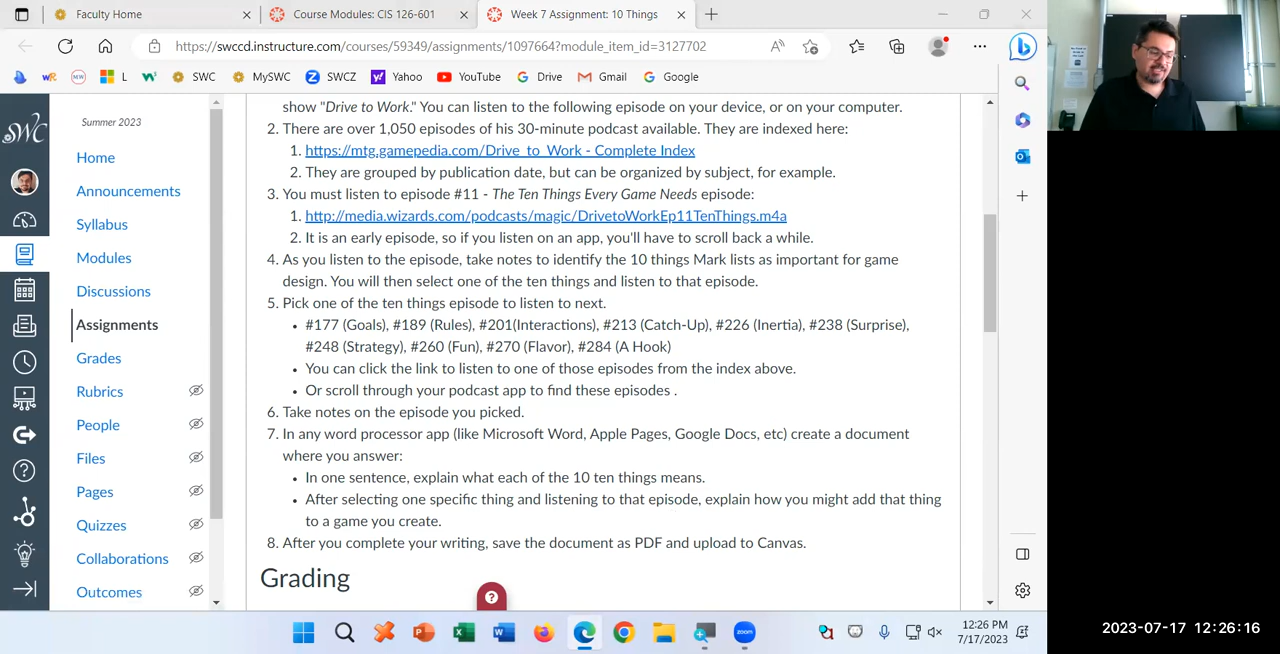 Faculty Home
Course Modules: CIS 126-601
Week 7 Assignment: 10 Things
https://swccd.instructure.com/courses/59349/assignments/1097664?module_item_id=3127702
L
SWC
MySWC
SWCZ
Yahoo
YouTube
Drive
Gmail
Google
SWC
Summer 2023
Home
Announcements
Syllabus
Modules
Discussions
Assignments
Grades
Rubrics
People
Files
Pages
Quizzes
Collaborations
Outcomes
show "Drive to Work." You can listen to the following episode on your device, or on your computer.
2. There are over 1,050 episodes of his 30-minute podcast available. They are indexed here:
1. https://mtg.gamepedia.com/Drive_to_Work - Complete Index
2. They are grouped by publication date, but can be organized by subject, for example.
3. You must listen to episode #11 - The Ten Things Every Game Needs episode:
1. http://media.wizards.com/podcasts/magic/DrivetoWorkEp11TenThings.m4a
2. It is an early episode, so if you listen on an app, you'll have to scroll back a while.
4. As you listen to the episode, take notes to identify the 10 things Mark lists as important for game
design. You will then select one of the ten things and listen to that episode.
5. Pick one of the ten things episode to listen to next.
• #177 (Goals), #189 (Rules), #201(Interactions), #213 (Catch-Up), #226 (Inertia), #238 (Surprise),
#248 (Strategy), #260 (Fun), #270 (Flavor), #284 (A Hook)
• You can click the link to listen to one of those episodes from the index above.
• Or scroll through your podcast app to find these episodes .
6. Take notes on the episode you picked.
7. In any word processor app (like Microsoft Word, Apple Pages, Google Docs, etc) create a document
where you answer:
• In one sentence, explain what each of the 10 ten things means.
• After selecting one specific thing and listening to that episode, explain how you might add that thing
to a game you create.
8. After you complete your writing, save the document as PDF and upload to Canvas.
Grading
12:26 PM
7/17/2023
2023-07-17 12:26:16